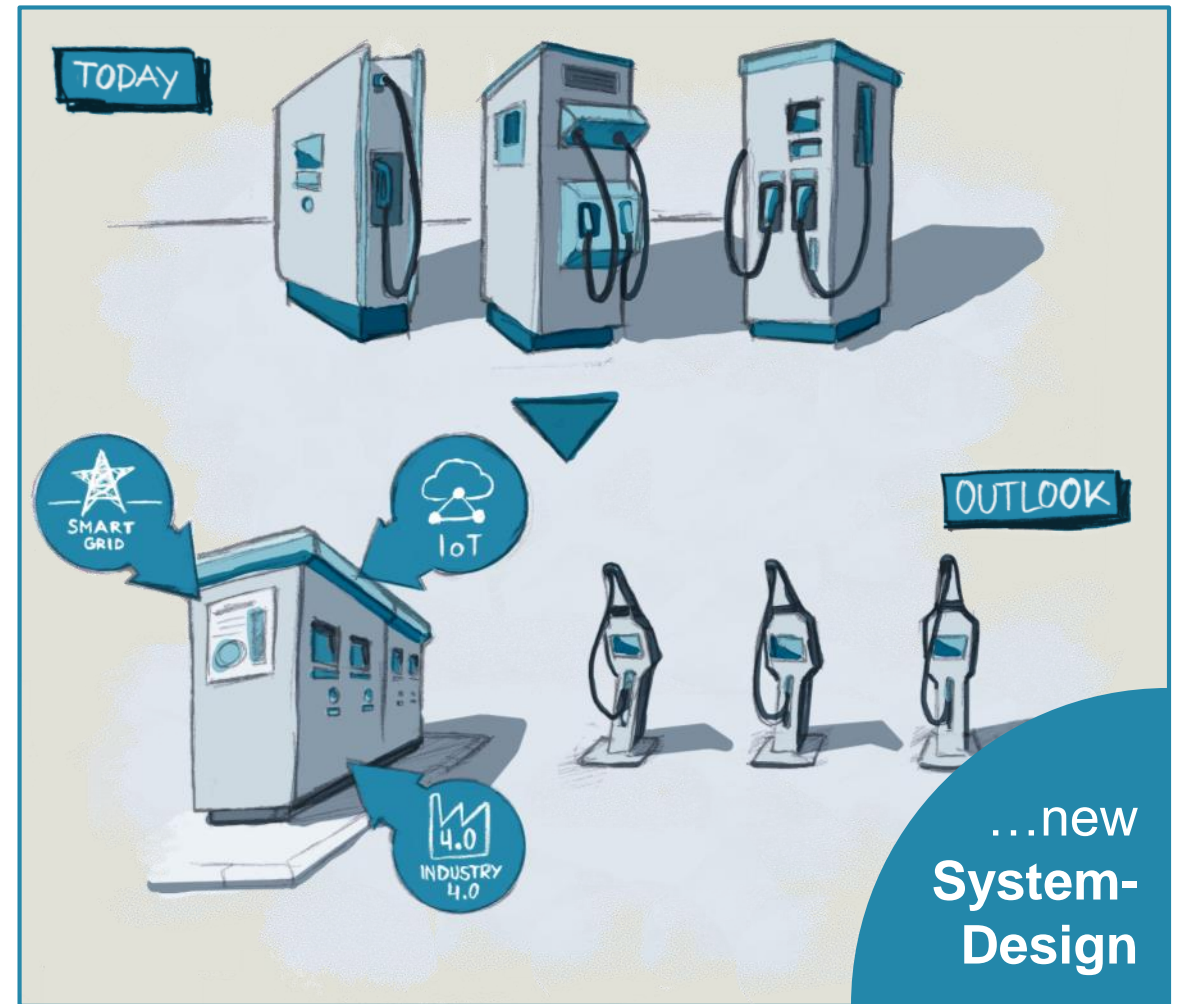 TODAY
OUTLOOK
SMART
GRID
IoT
4.0
INDUSTRY
4.0
…new
System-
Design